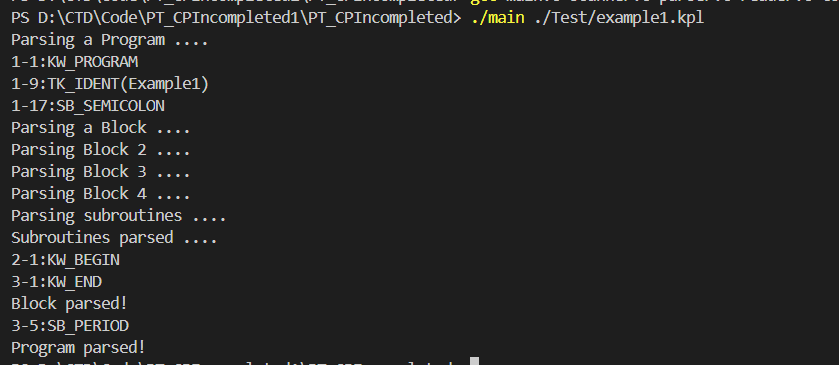 PS D:\CTD\Code\PT_CPIncompleted1\PT_CPIncompleted> ./main ./Test/example1.kpl
Parsing a Program ....
1-1:KW_PROGRAM
1-9:TK_IDENT(Example1)
1-17:SB_SEMICOLON
Parsing a Block ....
Parsing Block 2 ....
Parsing Block 3 ....
Parsing Block 4 ....
Parsing subroutines ....
Subroutines parsed ....
2-1:KW_BEGIN
3-1:KW_END
Block parsed!
3-5:SB_PERIOD
Program parsed!